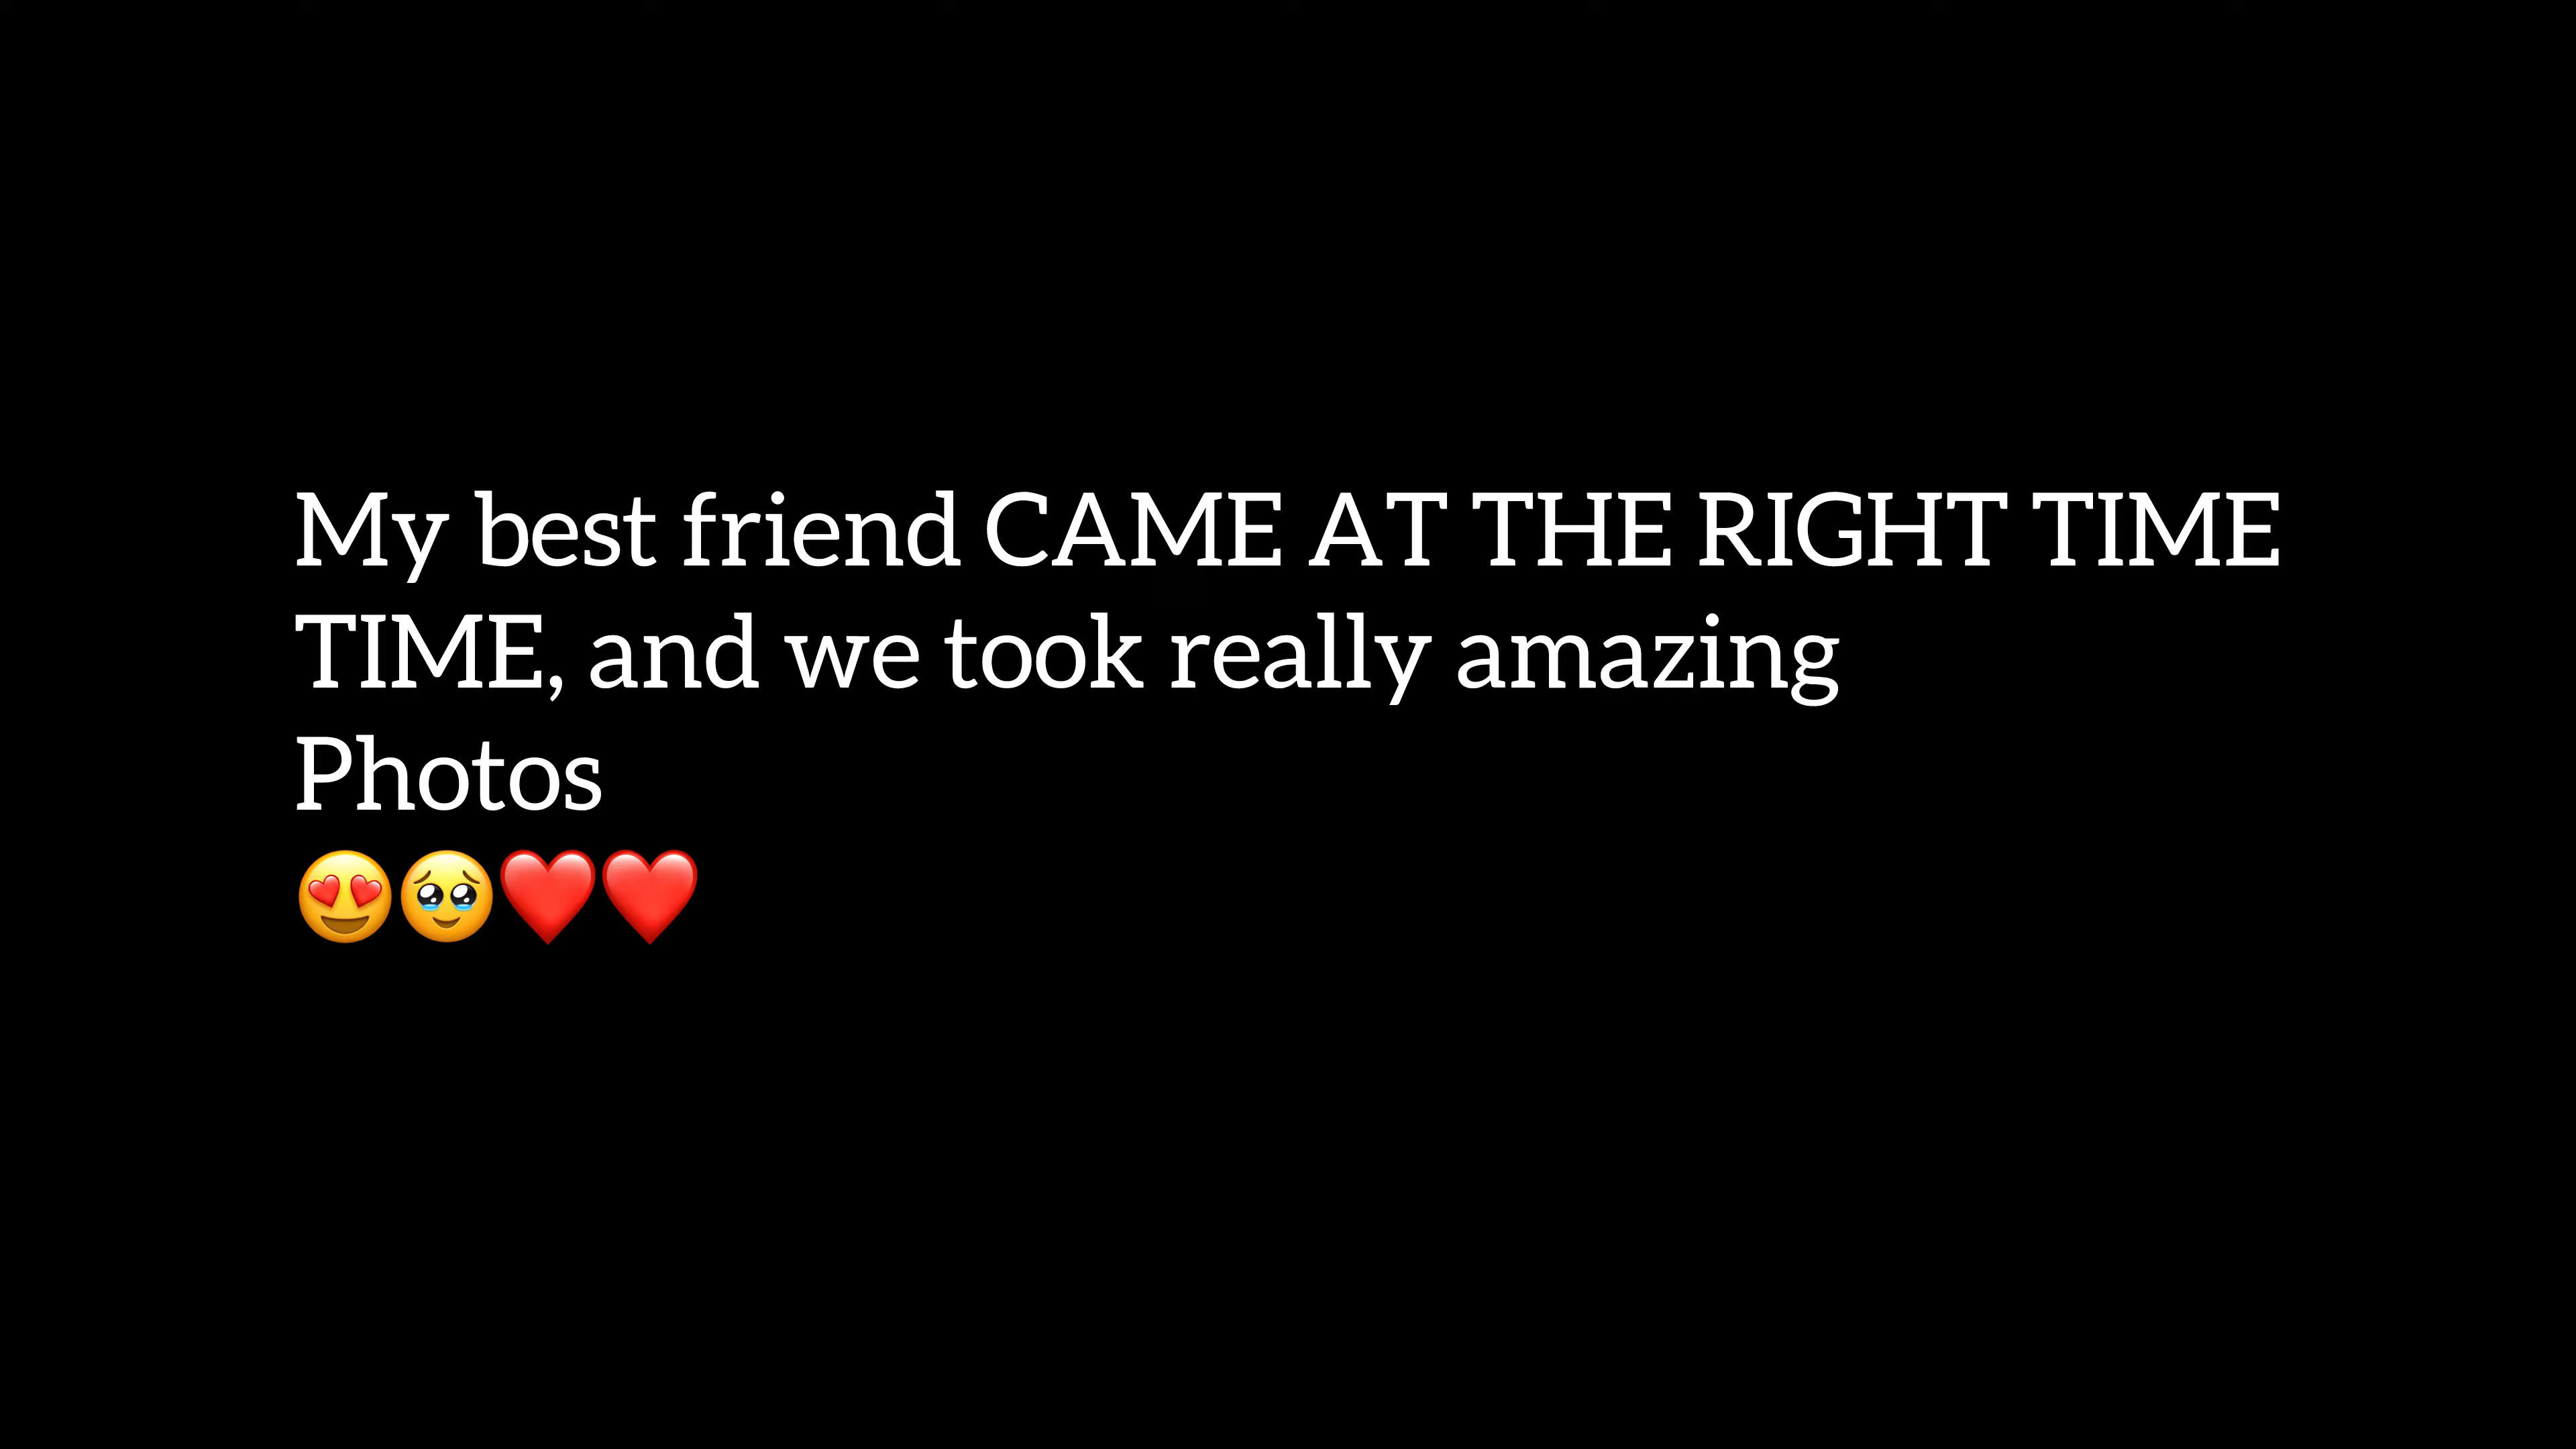 My best friend CAME AT THE RIGHT TIME
TIME, and we took really amazing
Photos
😍🥹❤️❤️